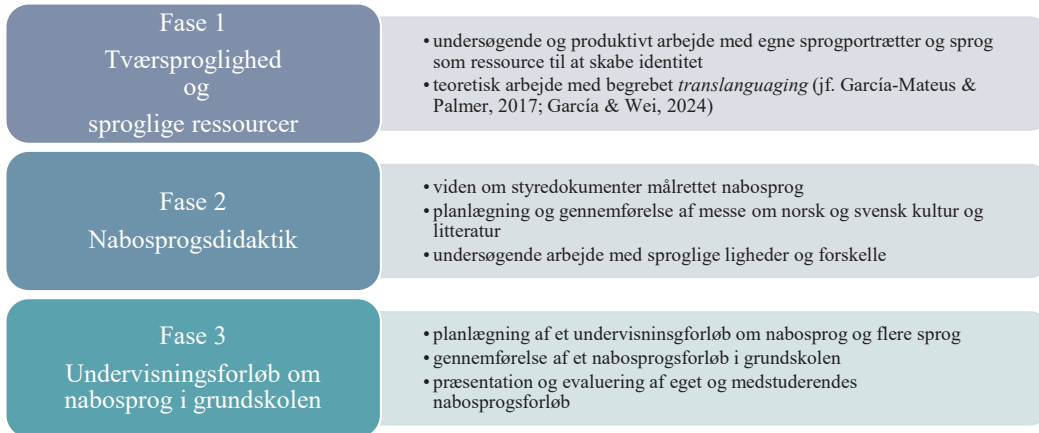 Fase 1
Tværsproglighed
og
sproglige ressourcer
• undersøgende og produktivt arbejde med egne sprogportrætter og sprog
som ressource til at skabe identitet
• teoretisk arbejde med begrebet translanguaging (jf. García-Mateus &
Palmer, 2017; García & Wei, 2024)
Fase 2
Nabosprogsdidaktik
• viden om styredokumenter målrettet nabosprog
• planlægning og gennemførelse af messe om norsk og svensk kultur og
litteratur
• undersøgende arbejde med sproglige ligheder og forskelle
Fase 3
Undervisningsforløb om
nabosprog i grundskolen
• planlægning af et undervisninsgforløb om nabosprog og flere sprog
• gennemførelse af et nabosprogsforløb i grundskolen
• præsentation og evaluering af eget og medstuderendes
nabosprogsforløb